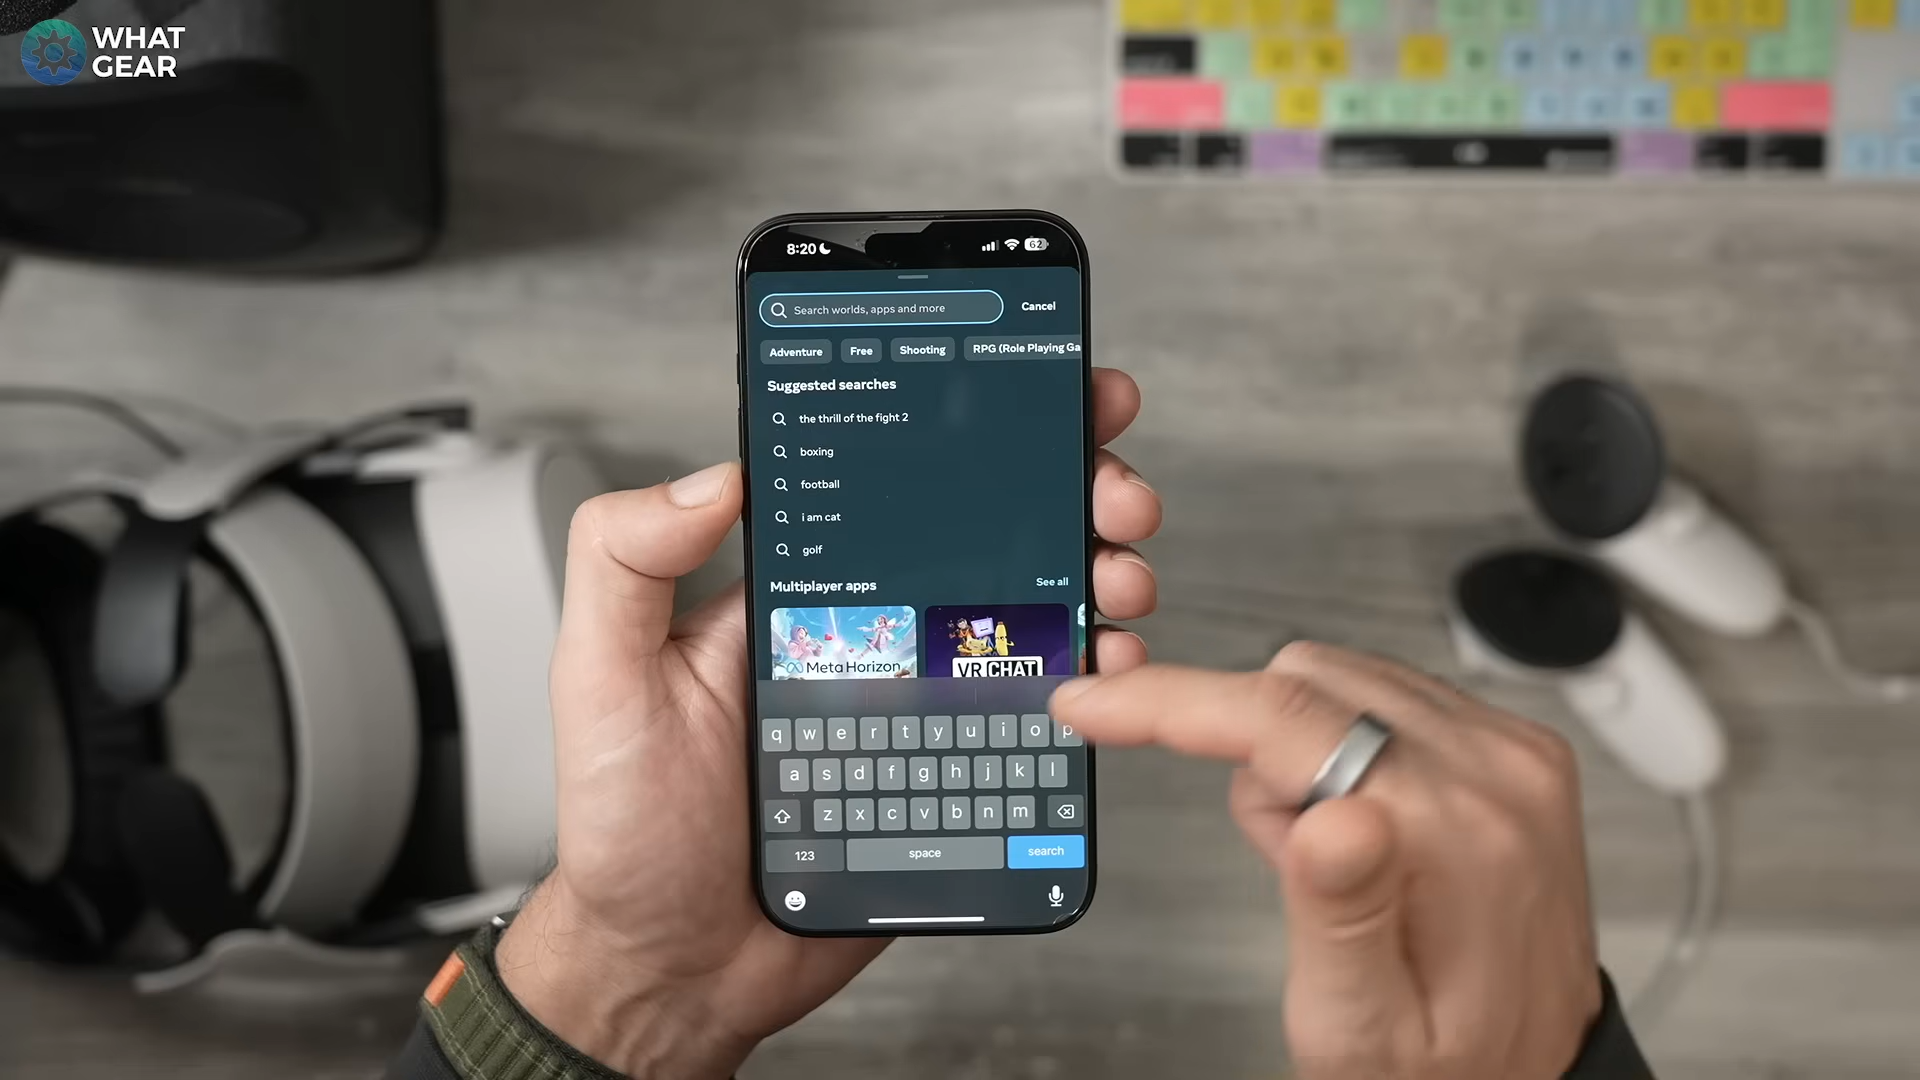 WHAT
GEAR
8:20
62
Search worlds, apps and more
Cancel
Adventure
Free
Shooting
RPG (Role Playing Ga
Suggested searches
the thrill of the fight 2
boxing
football
i am cat
golf
Multiplayer apps
See all
Meta Horizon
VR CHAT
q w e r t y u i o p
a s d f g h j k l
z x c v b n m
123
space
search